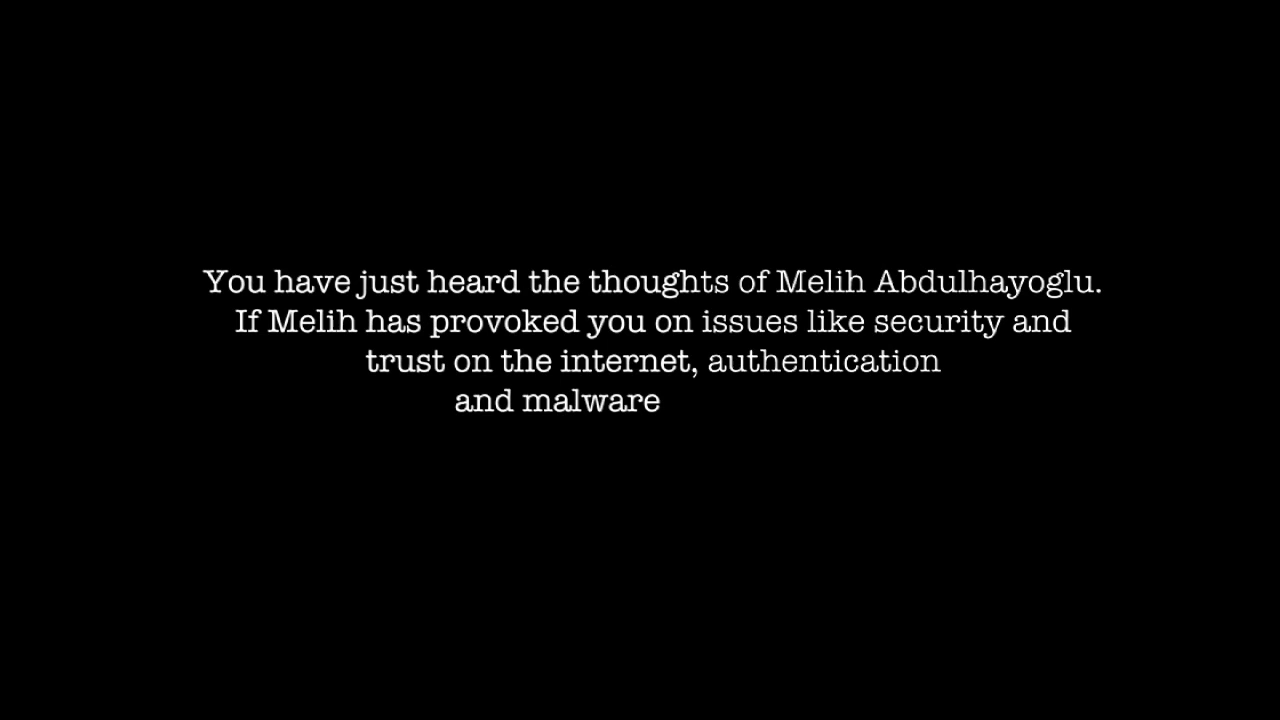 You have just heard the thoughts of Melih Abdulhayoglu.
If Melih has provoked you on issues like security and
trust on the internet, authentication
and malware